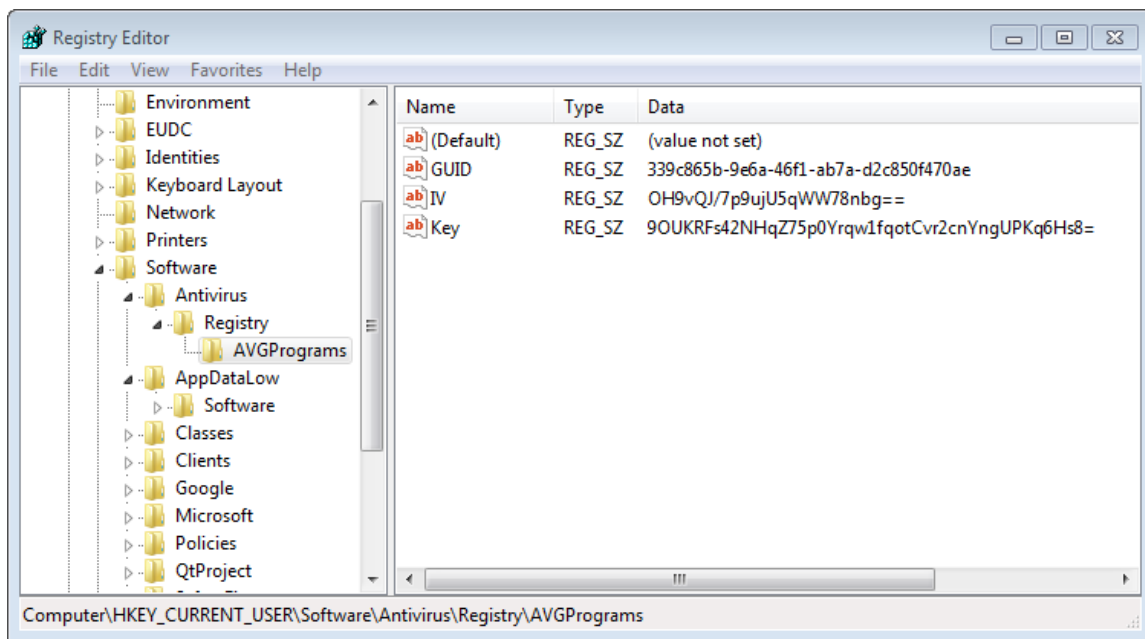 Registry Editor
File Edit View Favorites Help
Environment
EUDC
Identities
Keyboard Layout
Network
Printers
Software
Antivirus
Registry
AVGPrograms
AppDataLow
Software
Classes
Clients
Google
Microsoft
Policies
QtProject
Name Type Data
(Default) REG_SZ (value not set)
GUID REG_SZ 339c865b-9e6a-46f1-ab7a-d2c850f470ae
IV REG_SZ OH9vQJ/7p9ujU5qWW78nbg==
Key REG_SZ 9OUKRFs42NHqZ75p0Yrqw1fqotCvr2cnYngUPKq6Hs8=
Computer\HKEY_CURRENT_USER\Software\Antivirus\Registry\AVGPrograms